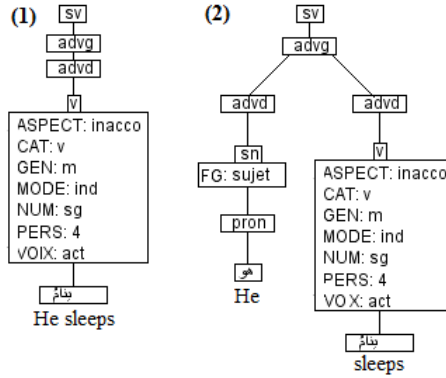 (1)
sv
advg
advd
v
ASPECT: inacco
CAT: v
GEN: m
MODE: ind
NUM: sg
PERS: 4
VOIX: act
ينامُ
He sleeps
(2)
sv
advg
advd
sn
FG: sujet
pron
هو
He
advd
v
ASPECT: inacco
CAT: v
GEN: m
MODE: ind
NUM: sg
PERS: 4
VOX: act
ينامُ
sleeps